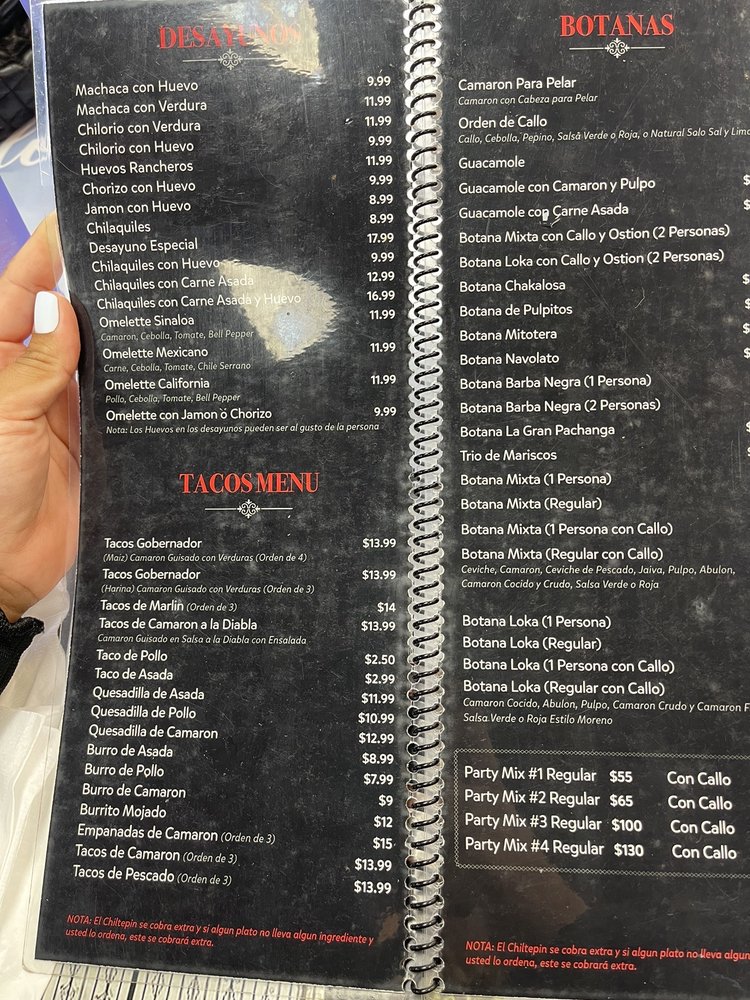 DESAYUNOS
Machaca con Huevo 9.99
Machaca con Verdura 11.99
Chilorio con Verdura 11.99
Chilorio con Huevo 9.99
Huevos Rancheros 11.99
Chorizo con Huevo 9.99
Jamon con Huevo 8.99
Chilaquiles 8.99
Desayuno Especial 17.99
Chilaquiles con Huevo 9.99
Chilaquiles con Carne Asada 12.99
Chilaquiles con Carne Asada y Huevo 16.99
Omelette Sinaloa 11.99
Camaron, Cebolla, Tomate, Bell Pepper
Omelette Mexicano 11.99
Carne, Cebolla, Tomate, Chile Serrano
Omelette California 11.99
Pollo, Cebolla, Tomate, Bell Pepper
Omelette con Jamon o Chorizo 9.99
Nota: Los Huevos en los desayunos pueden ser al gusto de la persona
TACOS MENU
Tacos Gobernador $13.99
(Maiz) Camaron Guisado con Verduras (Orden de 4)
Tacos Gobernador $13.99
(Harina) Camaron Guisado con Verduras (Orden de 3)
Tacos de Marlin (Orden de 3) $14
Tacos de Camaron a la Diabla $13.99
Camaron Guisado en Salsa a la Diabla con Ensalada
Taco de Pollo $2.50
Taco de Asada $2.99
Quesadilla de Asada $11.99
Quesadilla de Pollo $10.99
Quesadilla de Camaron $12.99
Burro de Asada $8.99
Burro de Pollo $7.99
Burro de Camaron $9
Burrito Mojado $12
Empanadas de Camaron (Orden de 3) $15
Tacos de Camaron (Orden de 3) $13.99
Tacos de Pescado (Orden de 3) $13.99
NOTA: El Chiltepin se cobra extra y si algun plato no lleva algun ingrediente y
usted lo ordena, este se cobrará extra.
BOTANAS
Camaron Para Pelar
Camaron con Cabeza para Pelar
Orden de Callo
Callo, Cebolla, Pepino, Salsa Verde o Roja, o Natural Solo Sal y
Guacamole
Guacamole con Camaron y Pulpo $
Guacamole con Carne Asada $
Botana Mixta con Callo y Ostion (2 Personas)
Botana Loka con Callo y Ostion (2 Personas)
Botana Chakalosa $
Botana de Pulpitos $
Botana Mitotera $
Botana Navolato $
Botana Barba Negra (1 Persona)
Botana Barba Negra (2 Personas)
Botana La Gran Pachanga $
Trio de Mariscos $
Botana Mixta (1 Persona)
Botana Mixta (Regular)
Botana Mixta (1 Persona con Callo)
Botana Mixta (Regular con Callo)
Ceviche, Camaron, Ceviche de Pescado, Jaiva, Pulpo, Abulon,
Camaron Cocido y Crudo, Salsa Verde o Roja
Botana Loka (1 Persona)
Botana Loka (Regular)
Botana Loka (1 Persona con Callo)
Botana Loka (Regular con Callo)
Camaron Cocido, Abulon, Pulpo, Camaron Crudo y Camaron
Salsa Verde o Roja Estilo Moreno
Party Mix #1 Regular $55 Con Callo
Party Mix #2 Regular $65 Con Callo
Party Mix #3 Regular $100 Con Callo
Party Mix #4 Regular $130 Con Callo
NOTA: El Chiltepin se cobra extra y si algun plato no lleva algun
usted lo ordena, este se cobrará extra.